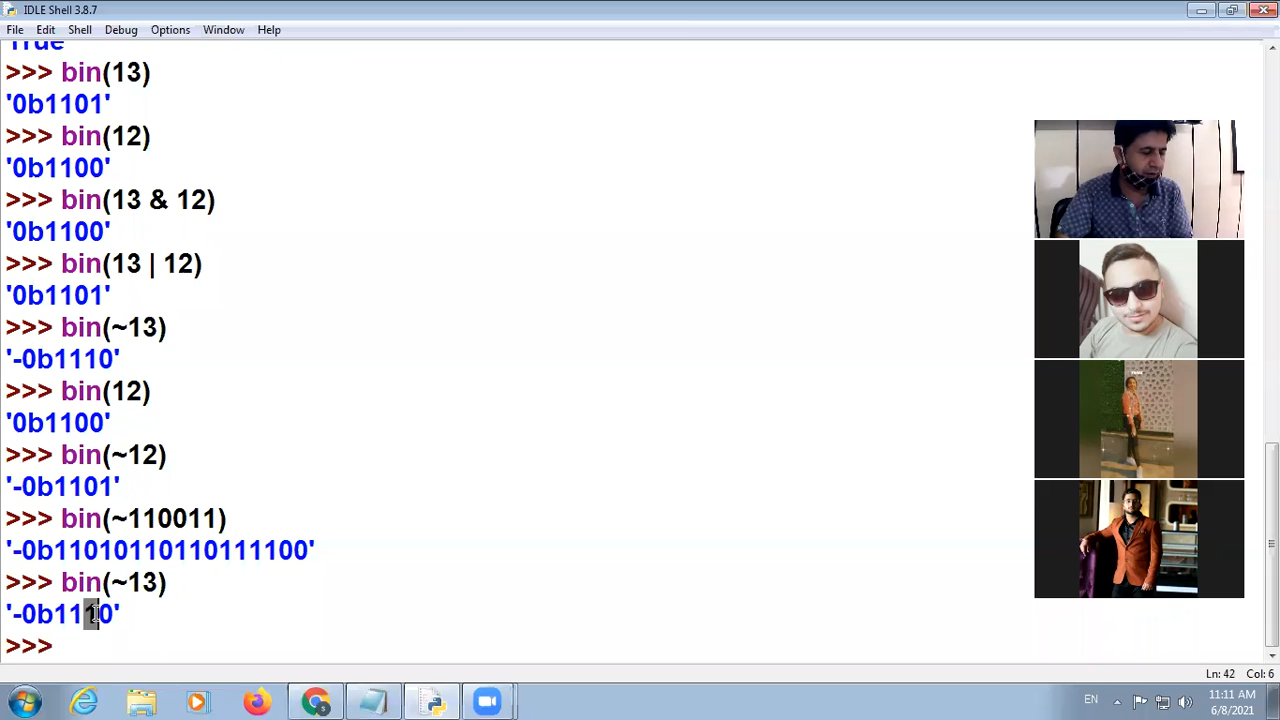 IDLE Shell 3.8.7
File Edit Shell Debug Options Window Help
'True'
>>> bin(13)
'0b1101'
>>> bin(12)
'0b1100'
>>> bin(13 & 12)
'0b1100'
>>> bin(13 | 12)
'0b1101'
>>> bin(~13)
'-0b1110'
>>> bin(12)
'0b1100'
>>> bin(~12)
'-0b1101'
>>> bin(~110011)
'-0b11010110110111100'
>>> bin(~13)
'-0b1110'
>>>
Ln: 42 Col: 6
EN
11:11 AM
6/8/2021